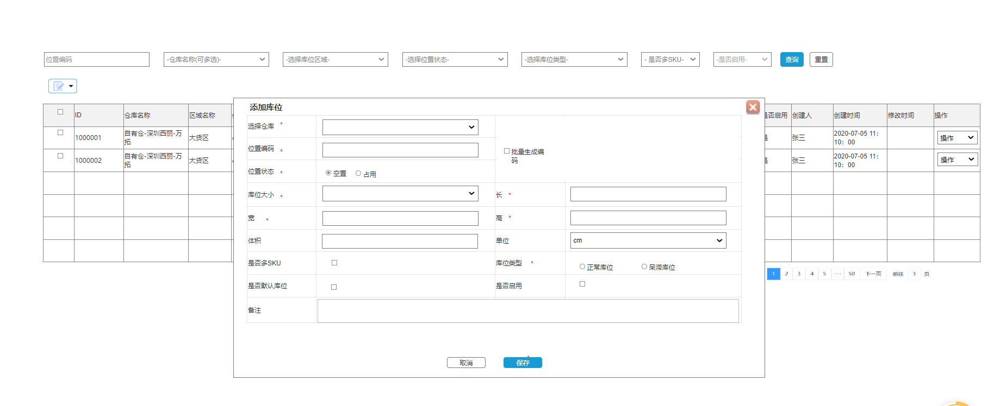 位置编码 -仓库名称(可多选)- -选择库位区域- -选择位置状态- -选择库位类型- - 是否多SKU- -是否启用- 查询 重置
添加库位
ID 仓库名称 区域名称 是否启用 创建人 创建时间 修改时间 操作
选择仓库 *
1000001 自有仓-深圳西丽-万拓 大货区 是 张三 2020-07-05 11:10:00 操作
位置编码 * 批量生成编码
1000002 自有仓-深圳西丽-万拓 大货区 是 张三 2020-07-05 11:10:00 操作
位置状态 * 空置 占用
库位大小 * 长 *
宽 * 高 *
体积 单位 cm
是否多SKU 库位类型 * 正常库位 呆滞库位
1 2 3 4 5 ··· 50 下一页 前往 3 页
是否默认库位 是否启用
备注
取消 保存 *